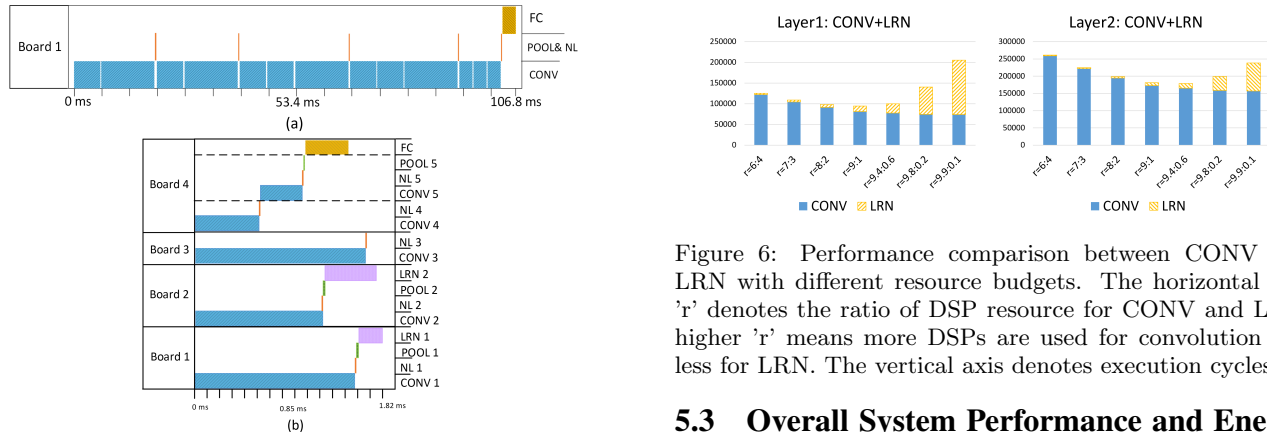 Board 1
FC
POOL& NL
CONV
0 ms
53.4 ms
106.8 ms
(a)
Board 4
FC
POOL 5
NL 5
CONV 5
NL 4
CONV 4
Board 3
NL 3
CONV 3
Board 2
LRN 2
POOL 2
NL 2
CONV 2
Board 1
LRN 1
POOL 1
NL 1
CONV 1
0 ms
0.85 ms
1.82 ms
(b)
Layer1: CONV+LRN
250000
200000
150000
100000
50000
0
r=6:4
r=7:3
r=8:2
r=9:1
r=9.4:0.6
r=9.8:0.2
r=9.9:0.1
CONV
LRN
Layer2: CONV+LRN
300000
250000
200000
150000
100000
50000
0
r=6:4
r=7:3
r=8:2
r=9:1
r=9.4:0.6
r=9.8:0.2
r=9.9:0.1
CONV
LRN
Figure 6: Performance comparison between CONV
LRN with different resource budgets. The horizontal
'r' denotes the ratio of DSP resource for CONV and L
higher 'r' means more DSPs are used for convolution
less for LRN. The vertical axis denotes execution cycles
5.3 Overall System Performance and Ene